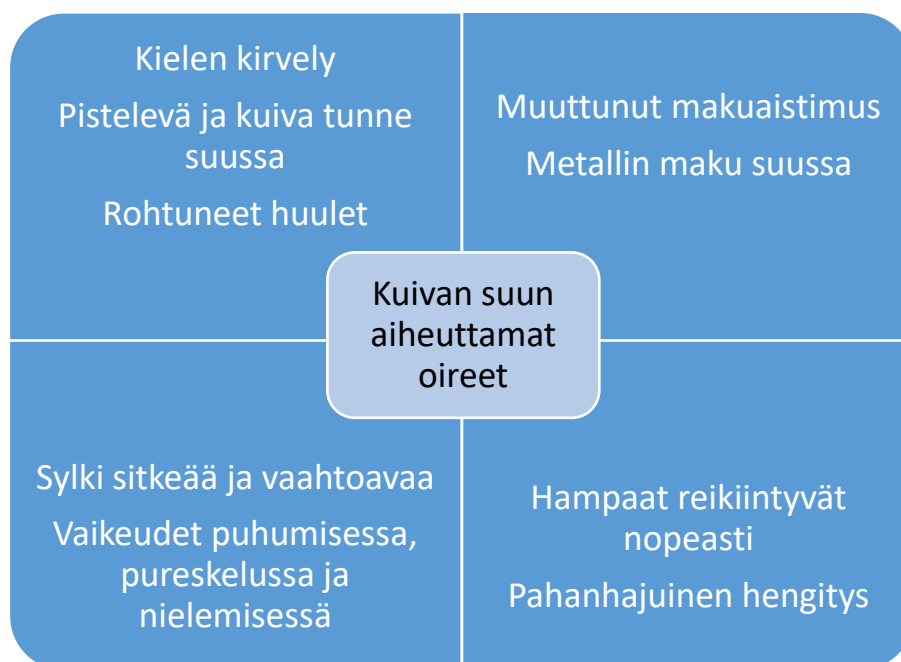 Kielen kirvely
Pistelevä ja kuiva tunne
suussa
Rohtuneet huulet
Muuttunut makuaistimus
Metallin maku suussa
Kuivan suun
aiheuttamat
oireet
Sylki sitkeää ja vaahtoavaa
Vaikeudet puhumisessa,
pureskelussa ja
nielemisessä
Hampaat reikiintyvät
nopeasti
Pahanhajuinen hengitys